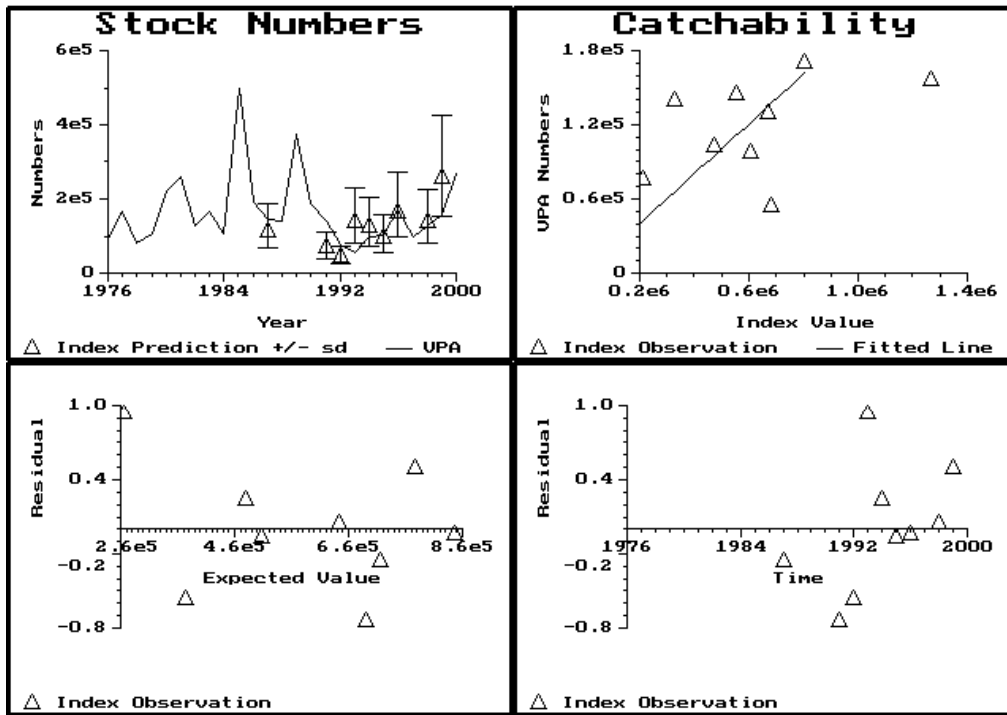 Stock Numbers
6e5
4e5
2e5
0
Numbers
1976 1984 1992 2000
Year
Index Prediction +/- sd VPA
Catchability
1.8e5
1.2e5
0.6e5
0
VPA Numbers
0.2e6 0.6e6 1.0e6 1.4e6
Index Value
Index Observation Fitted Line
1.0
0.4
-0.2
-0.8
Residual
2.6e5 4.6e5 6.6e5 8.6e5
Expected Value
Index Observation
1.0
0.4
-0.2
-0.8
Residual
1976 1984 1992 2000
Time
Index Observation